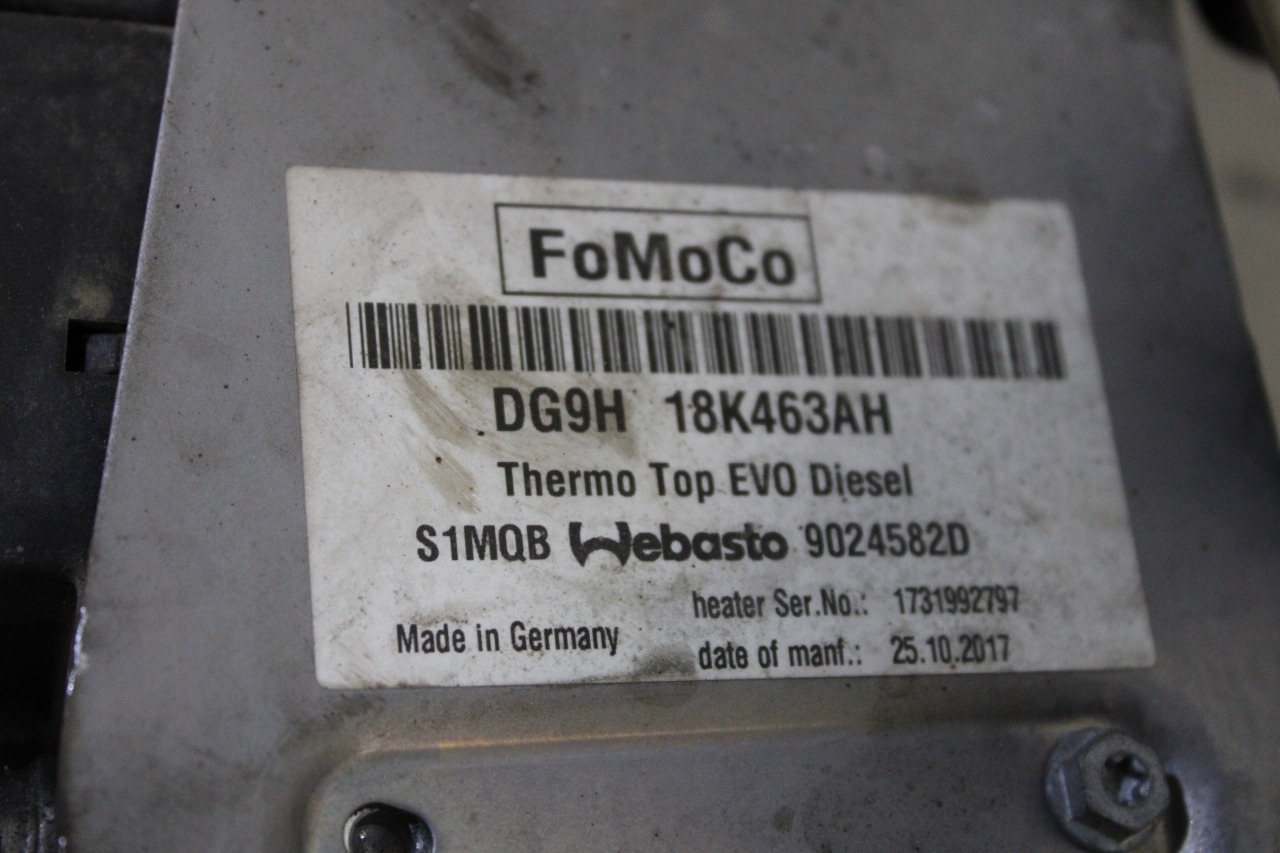 FoMoCo
DG9H 18K463AH
Thermo Top EVO Diesel
S1MQB Webasto 9024582D
heater Ser.No.: 1731992797
Made in Germany
date of manf.: 25.10.2017